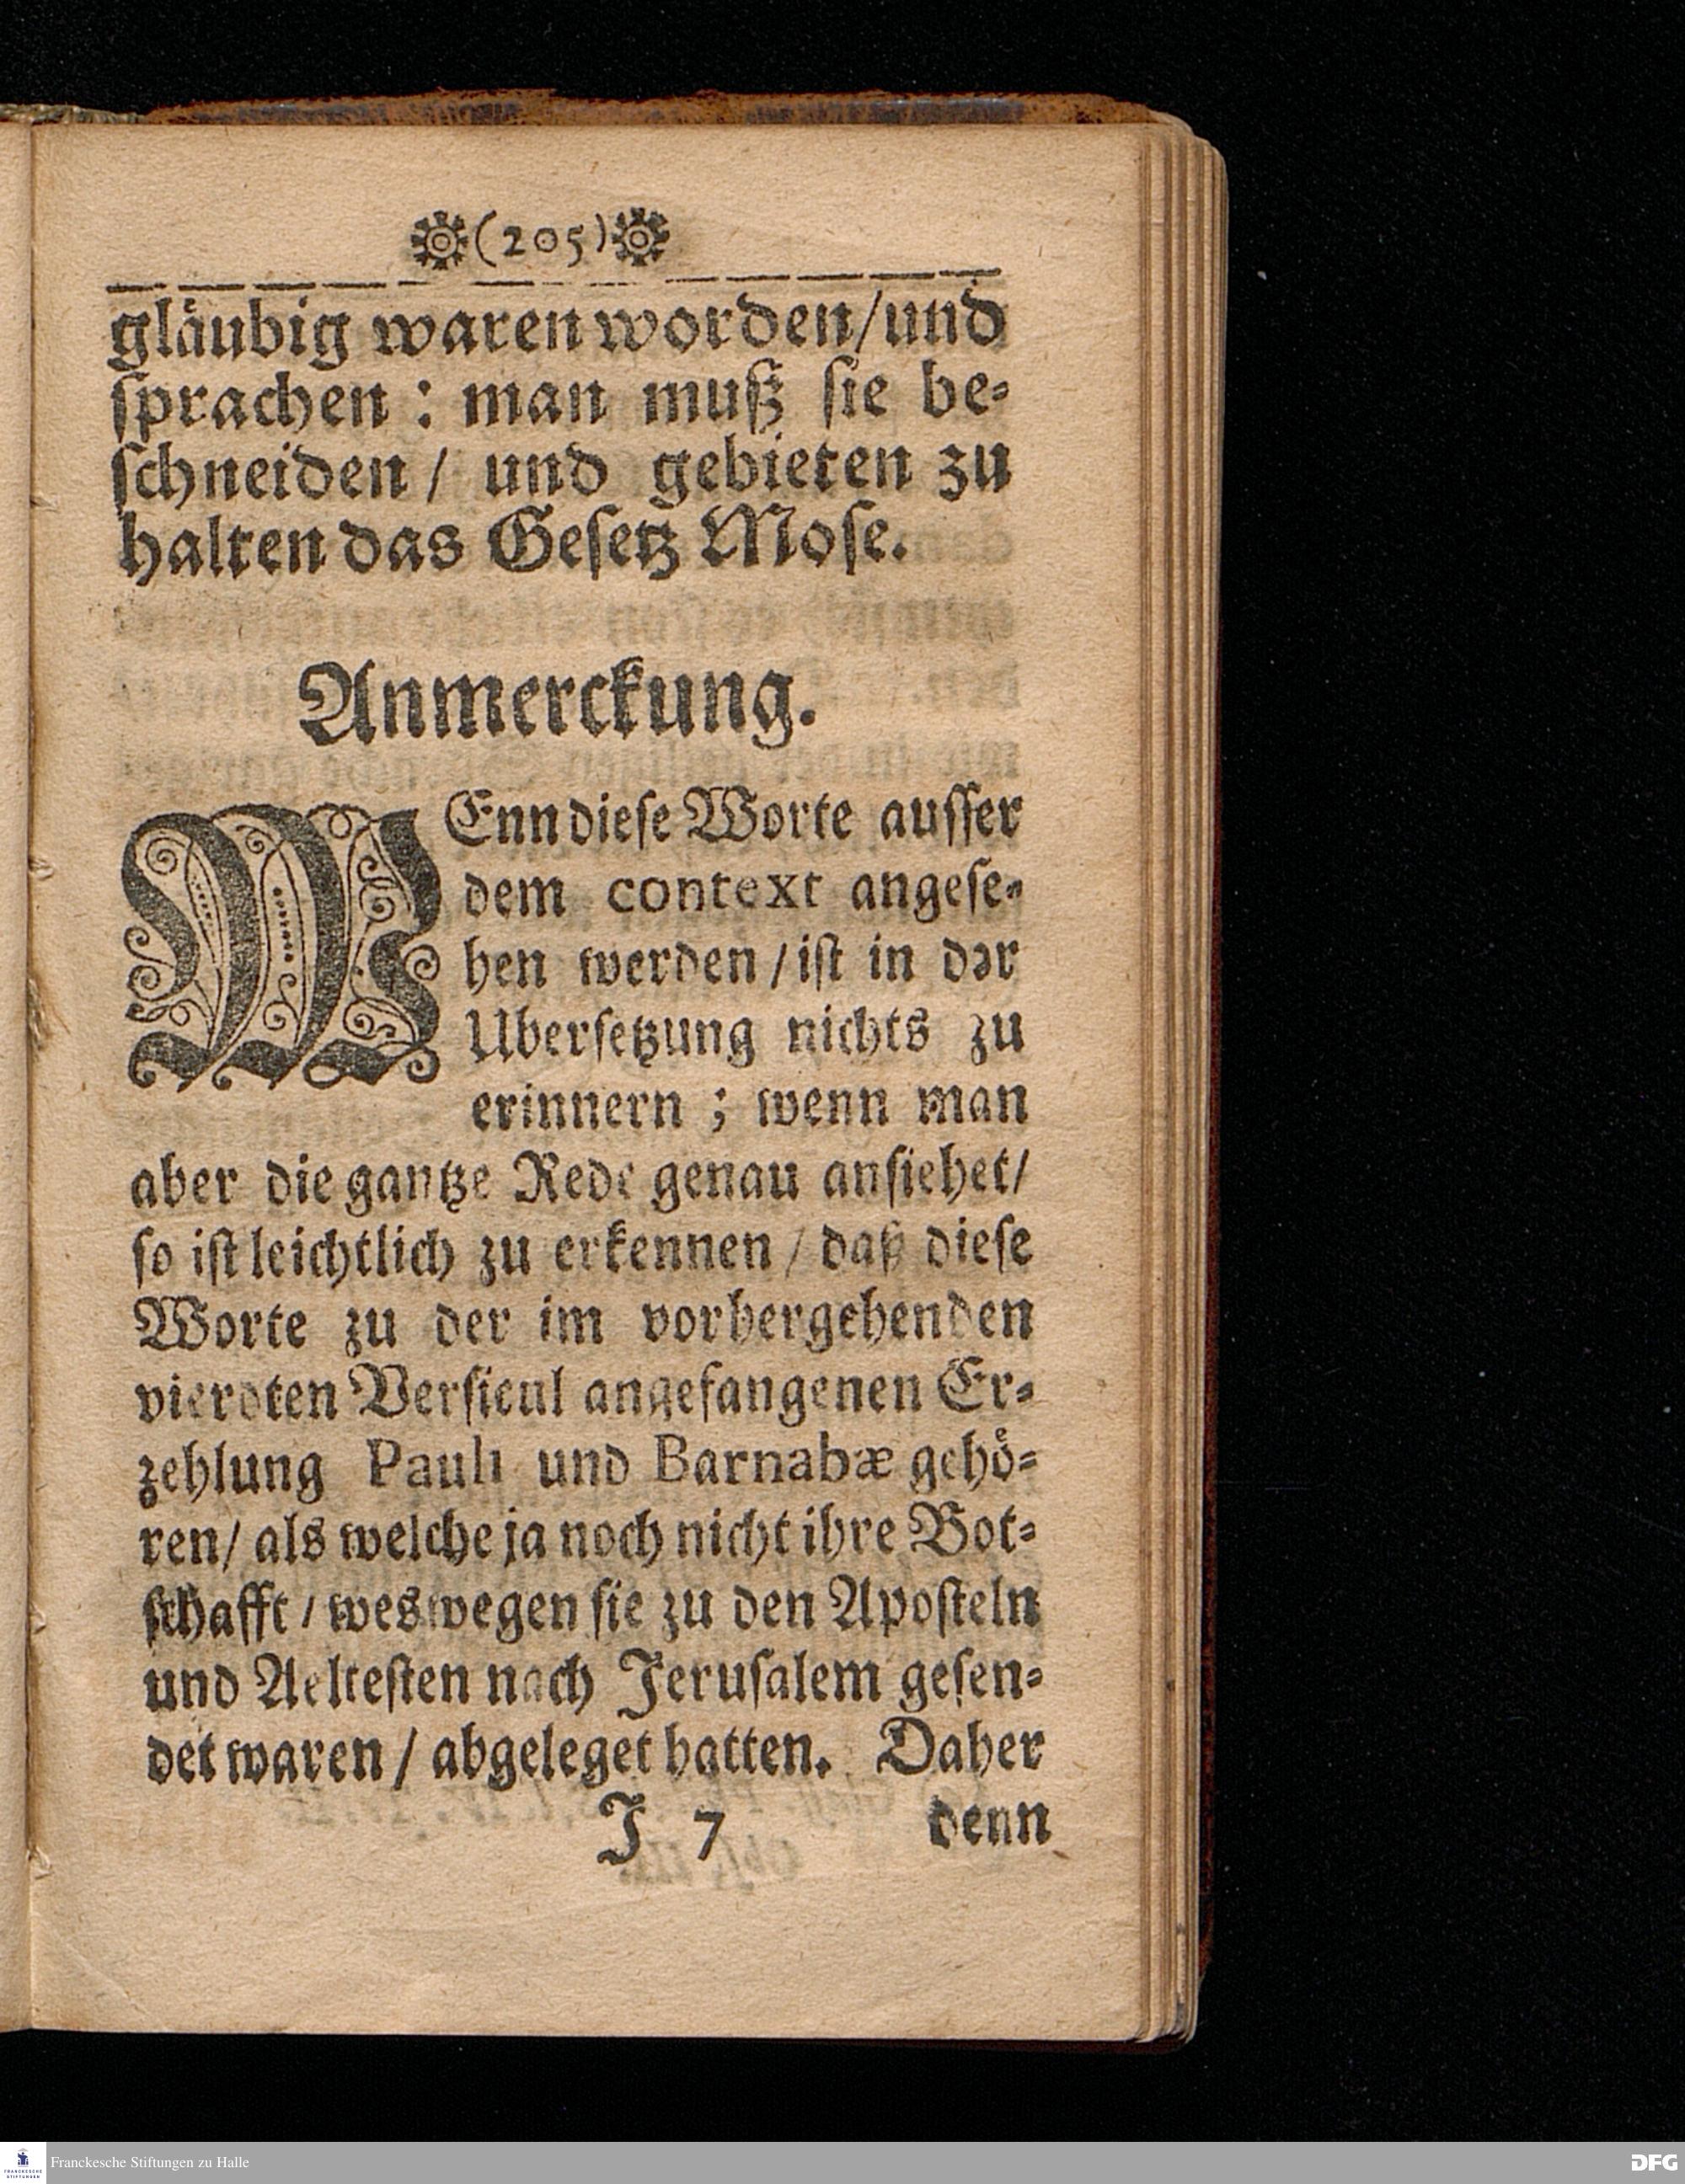 (205)
gläubig waren worden/und
sprachen : man muß sie be-
schneiden / und gebieten zu
halten das Gesetz Mose.
Anmerckung.
WEnn diese Worte ausser
dem context angese-
hen werden / ist in der
Ubersetzung nichts zu
erinnern ; wenn man
aber die gantze Rede genau ansiehet/
so ist leichtlich zu erkennen / daß diese
Worte zu der im vorhergehenden
vierdten Versicul angefangenen Er-
zehlung Pauli und Barnabæ gehö-
ren/ als welche ja noch nicht ihre Bot-
schafft / weswegen sie zu den Aposteln
und Aeltesten nach Jerusalem gesen-
det waren / abgeleget hatten. Daher
J 7 denn
FRANCKESCHE STIFTUNGEN
Franckesche Stiftungen zu Halle
DFG